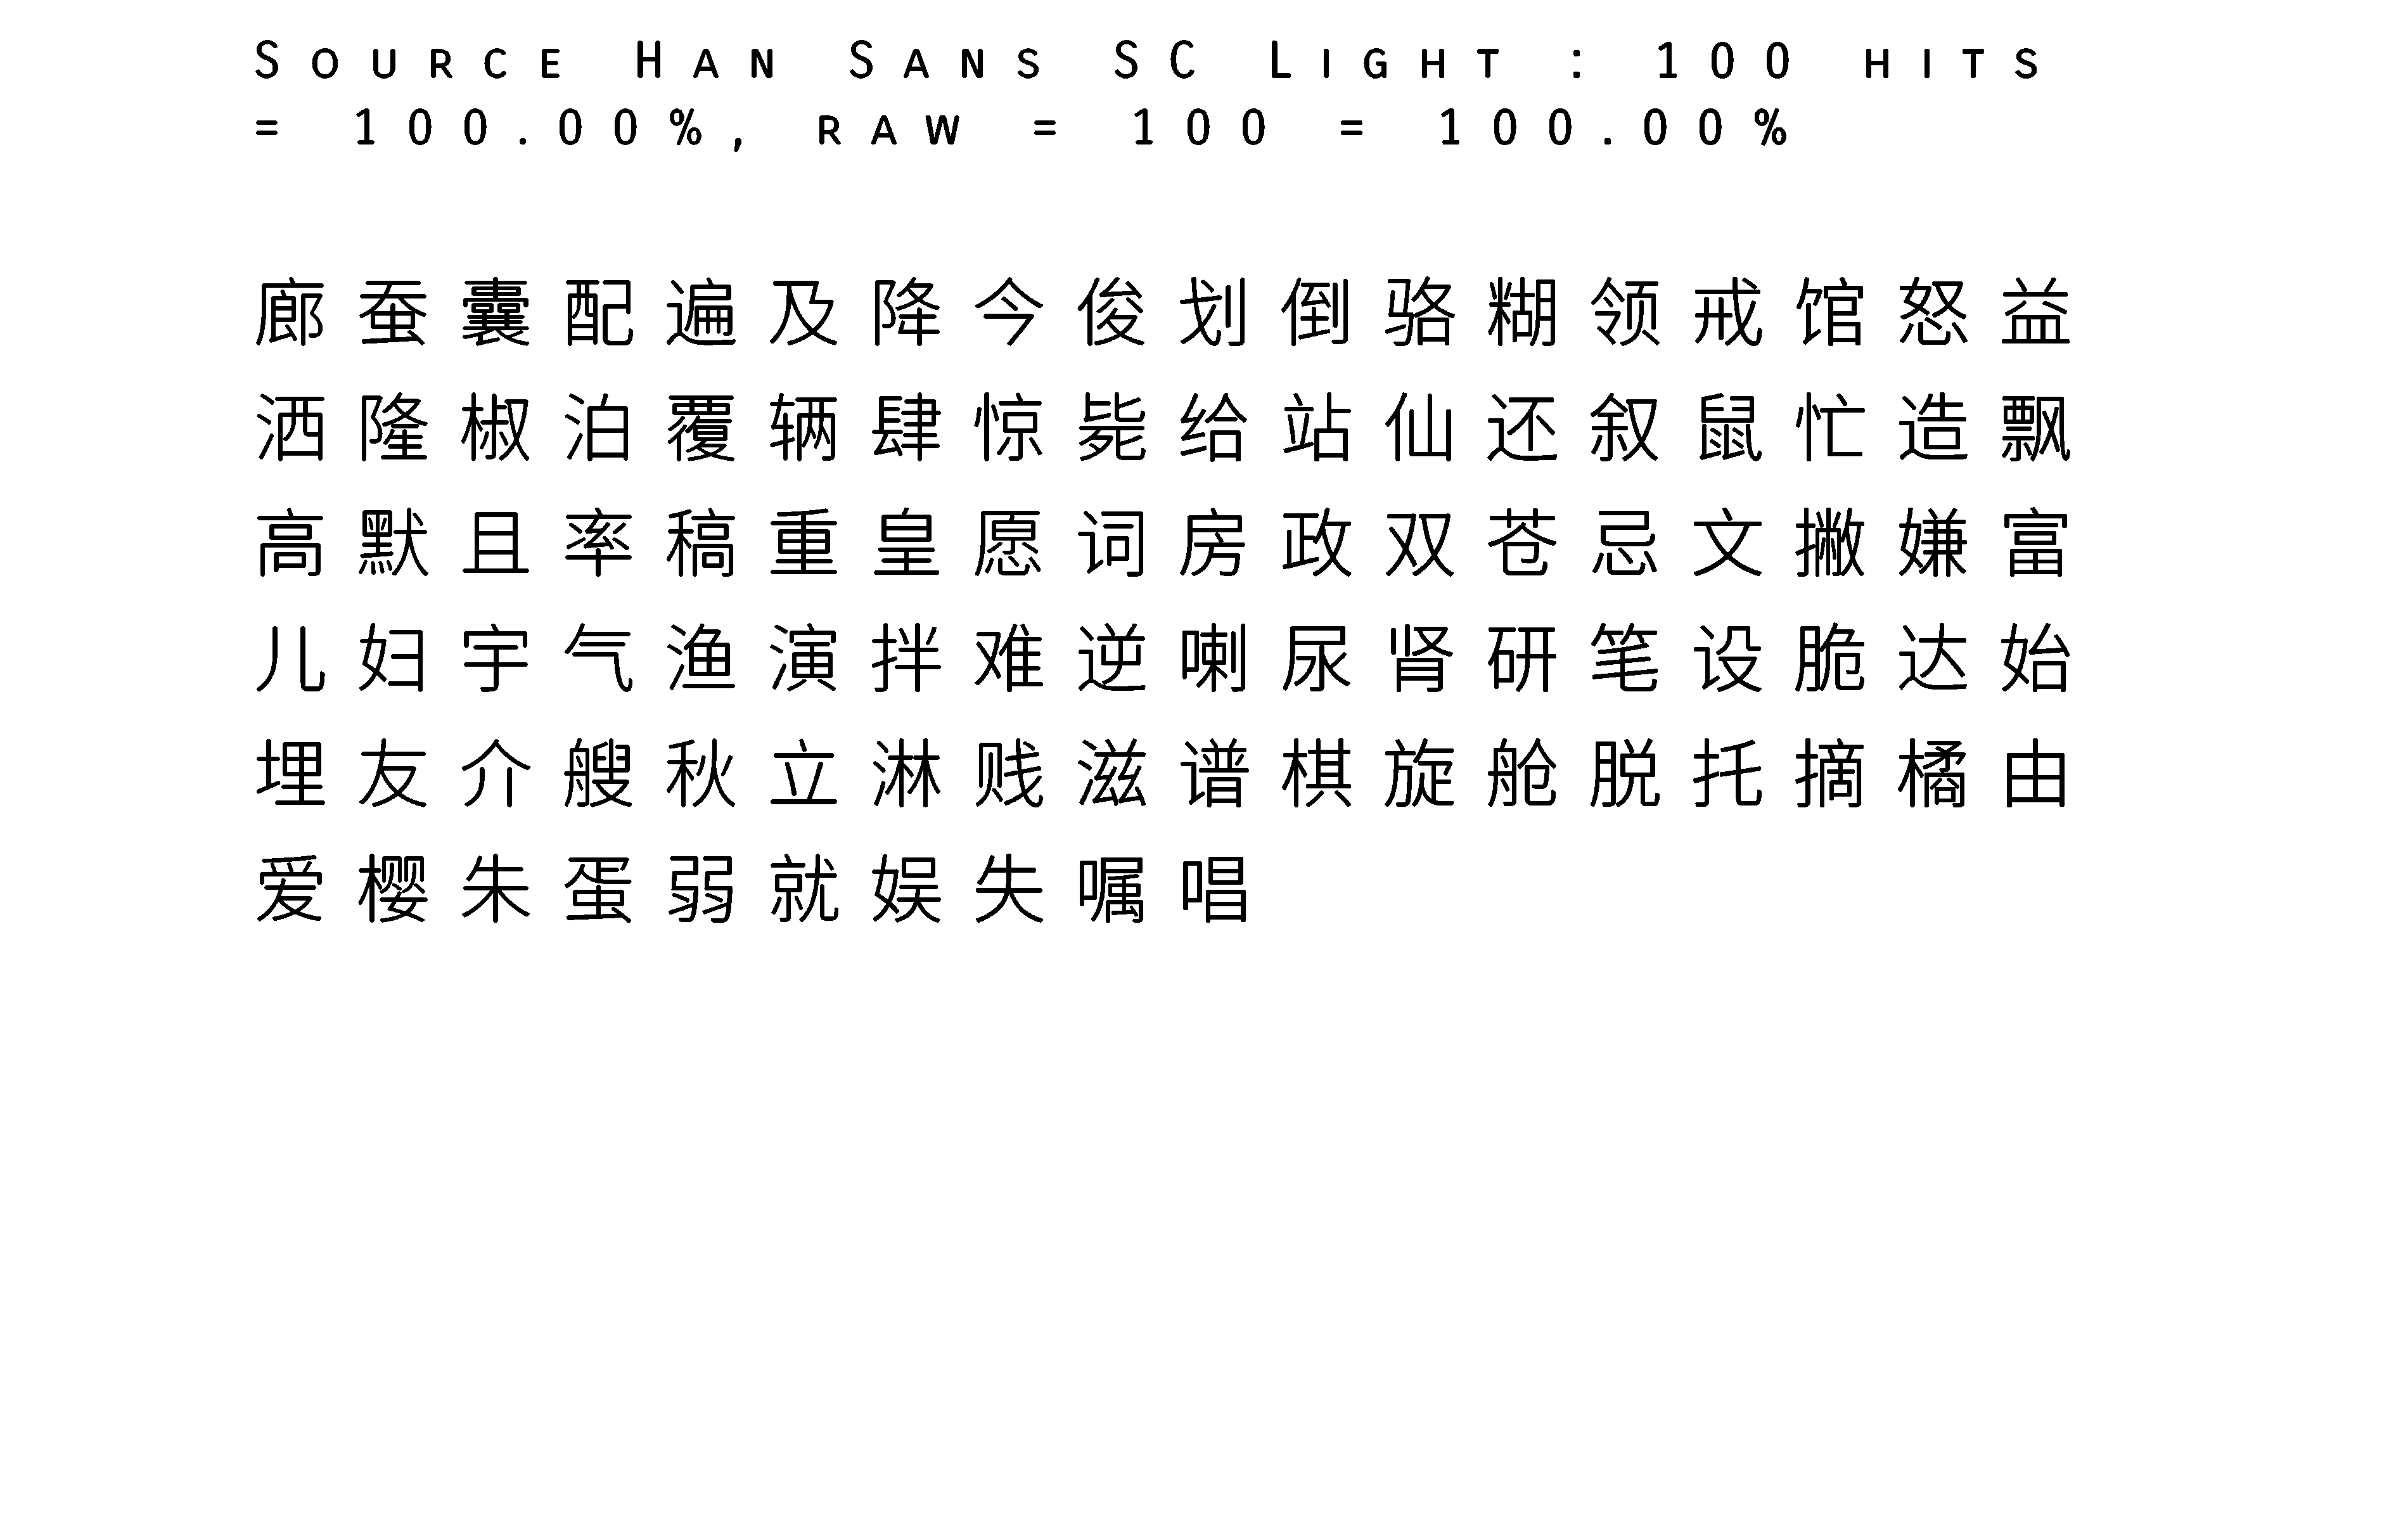 Source Han Sans SC Light : 100 hits
= 100.00%, raw = 100 = 100.00%
廊蚕囊配遍及降今俊划倒骆糊领戒馆怒益
洒隆椒泊覆辆肆惊毙给站仙还叙鼠忙造飘
高默且率稿重皇愿词房政双苍忌文撇嫌富
儿妇宇气渔演拌难逆喇尿肾研笔设脆达始
埋友介艘秋立淋贱滋谱棋旋舱脱托摘橘由
爱樱朱蛋弱就娱失嘱唱